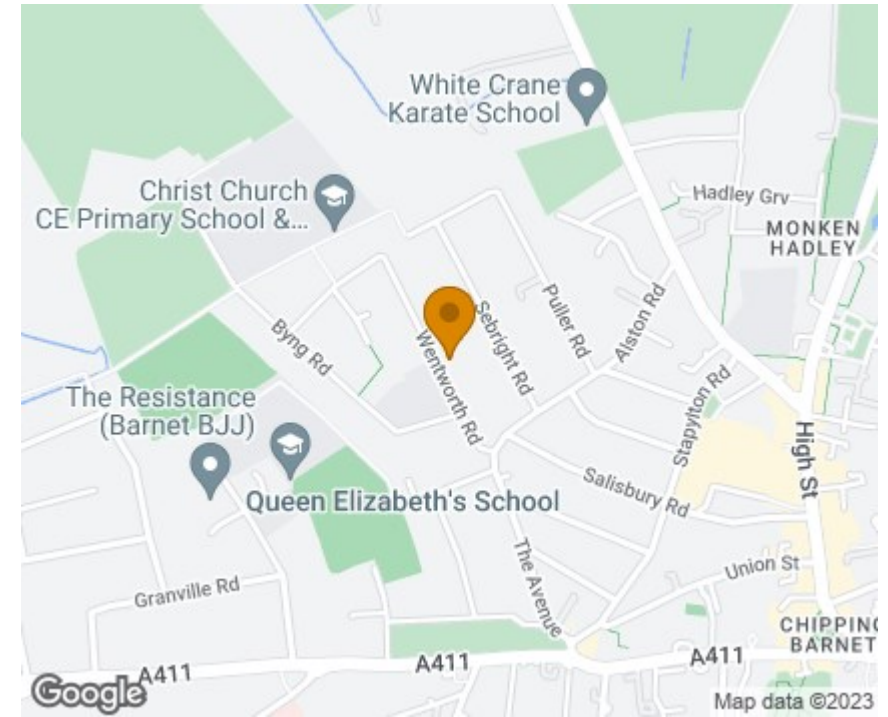 White Crane
Karate School
Christ Church
CE Primary School &...
Hadley Grv
MONKEN
HADLEY
Puller Rd
Sebright Rd
Alston Rd
Byng Rd
Wentworth Rd
Stapylton Rd
The Resistance
(Barnet BJJ)
High St
Queen Elizabeth's School
Salisbury Rd
The Avenue
Union St
Granville Rd
CHIPPING
BARNET
A411
A411
A411
Google
Map data ©2023